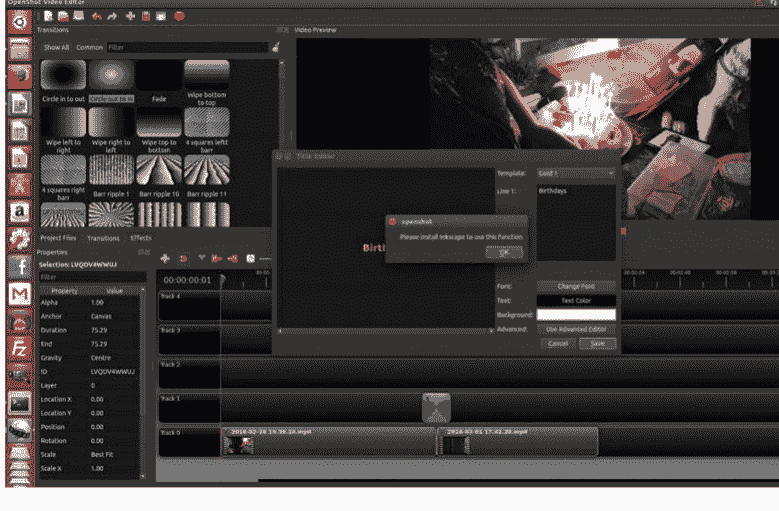 OpenShot Video Editor
Transitions
Video Preview
Show All Common Filter
Circle in to out
Circle out to in
Fade
Wipe bottom
to top
Wipe left to
right
Wipe right to
left
Wipe top to
bottom
4 squares leftt
barr
4 squares right
barr
Barr ripple 1
Barr ripple 10
Barr ripple 11
Project Files Transitions Effects
Title Editor
Template: Gold 1
Line 1: Birthdays
Birth
openshot
Please install Inkscape to use this function
OK
Font: Change Font
Text: Text Color
Background:
Advanced: Use Advanced Editor
Cancel Save
Properties
Selection: LVQDV4WWUJ
Filter
Property Value
Alpha 1.00
Anchor Canvas
Duration 75.29
End 75.29
Gravity Centre
ID LVQDV4WWUJ
Layer 0
Location X 0.00
Location Y 0.00
Position 0.00
Rotation 0.00
Scale Best Fit
Scale X 1.00
00:00:00:01
Track 4
Track 3
Track 2
Track 1
Track 0